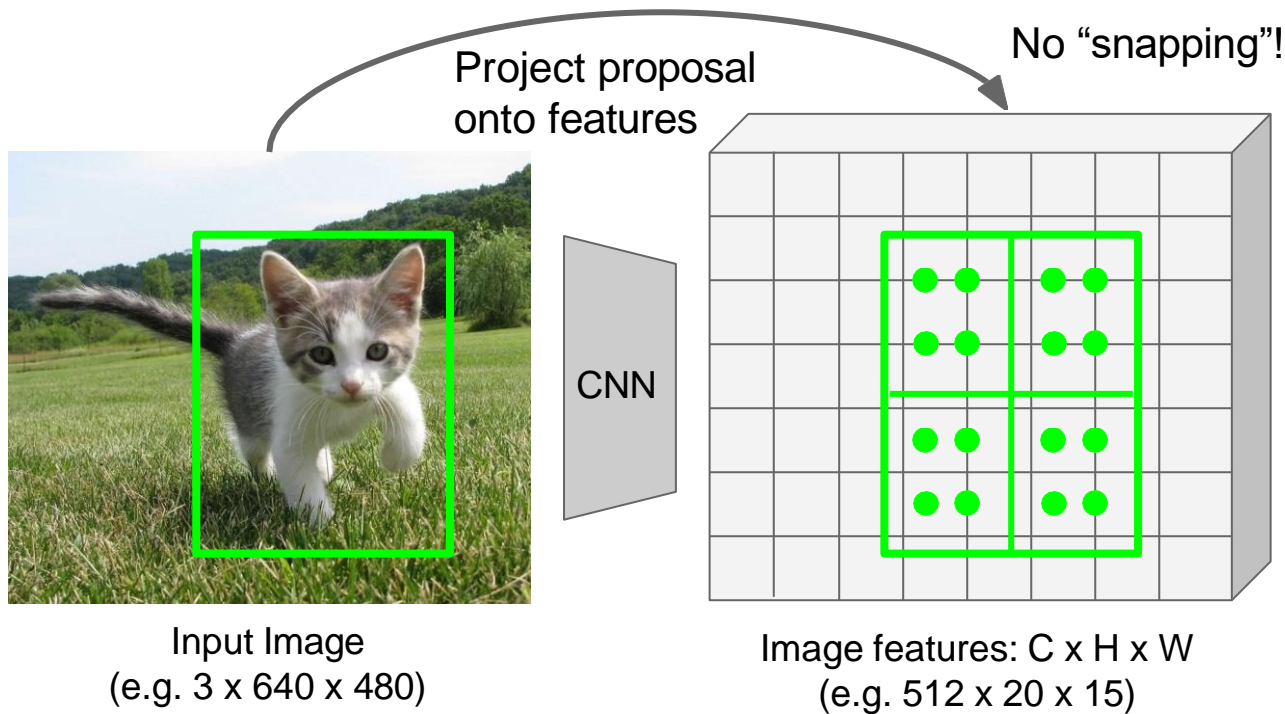 Project proposal
onto features
No “snapping”!
CNN
Input Image
(e.g. 3 x 640 x 480)
Image features: C x H x W
(e.g. 512 x 20 x 15)